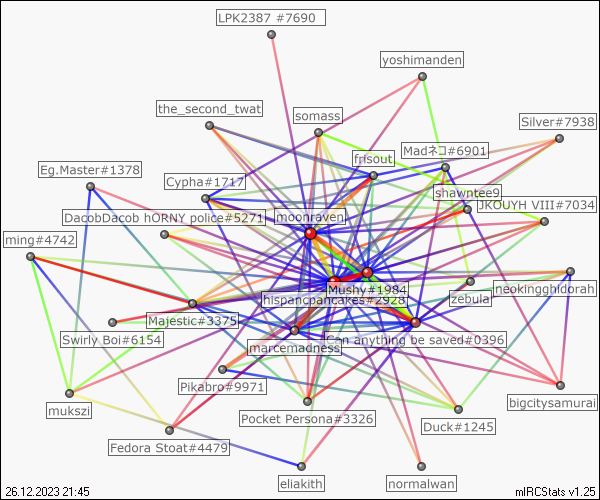 LPK2387 #7690
yoshimanden
the_second_twat
somass
Silver#7938
Eg.Master#1378
frisout
Madネコ#6901
Cypha#1717
shawntee9
JKOUYH VIII#7034
DacobDacob hORNY police#5271
moonraven
ming#4742
Mushy#1984
hispanicpancakes#2928
zebula
neokingghidorah
Majestic#3375
Swirly Boi#6154
marcemadness
Can anything be saved#0396
Pikabro#9971
mukszi
Pocket Persona#3326
bigcitysamurai
Duck#1245
Fedora Stoat#4479
eliakith
normalwan
26.12.2023 21:45
mIRCStats v1.25